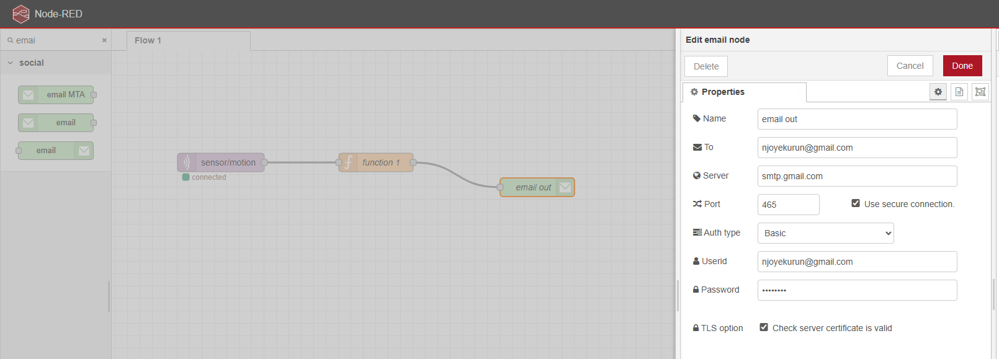 Node-RED
emai
Flow 1
social
email MTA
email
email
sensor/motion
connected
function 1
email out
Edit email node
Delete
Cancel
Done
Properties
Name
email out
To
njoyekurun@gmail.com
Server
smtp.gmail.com
Port
465
Use secure connection.
Auth type
Basic
Userid
njoyekurun@gmail.com
Password
••••••••
TLS option
Check server certificate is valid